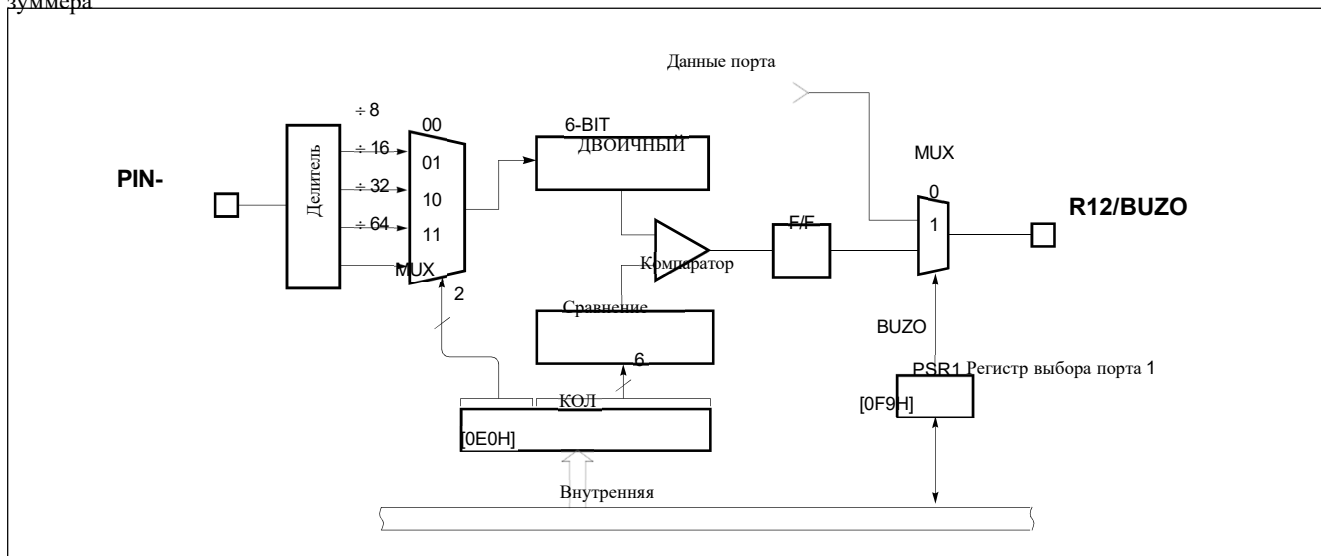 зуммера
Данные порта
÷ 8
00
6-BIT
ДВОИЧНЫЙ
÷ 16
01
MUX
PIN-
Делитель
÷ 32
10
0
R12/BUZO
÷ 64
11
1
F/F
MUX
Компаратор
2
Сравнение
BUZO
6
PSR1 Регистр выбора порта 1
КОЛ
[0F9H]
[0E0H]
Внутренняя